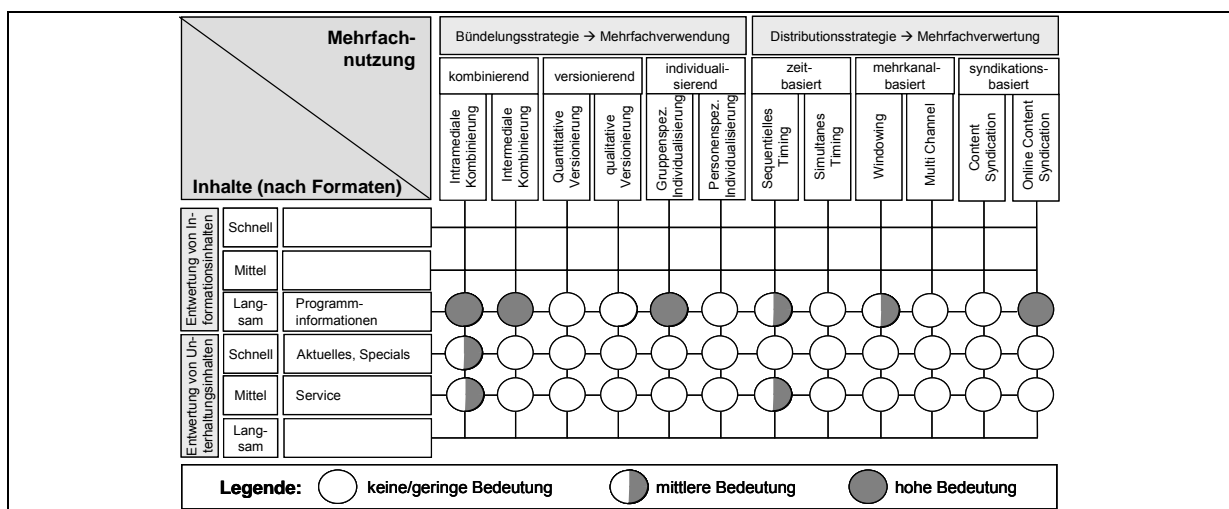 Mehrfach-
nutzung
Inhalte (nach Formaten)
Bündelungsstrategie → Mehrfachverwendung
Distributionsstrategie → Mehrfachverwertung
kombinierend
versionierend
individuali-
sierend
zeit-
basiert
mehrkanal-
basiert
syndikations-
basiert
Intramediale
Kombinierung
Intermediale
Kombinierung
Quantitative
Versionierung
qualitative
Versionierung
Gruppenspez.
Individualisierung
Personenspez.
Individualisierung
Sequentielles
Timing
Simultanes
Timing
Windowing
Multi Channel
Content
Syndication
Online Content
Syndication
Entwertung von In-
formationsinhalten
Schnell
Mittel
Lang-
sam
Programm-
informationen
Entwertung von Un-
terhaltungsinhalten
Schnell
Aktuelles, Specials
Mittel
Service
Lang-
sam
Legende:
keine/geringe Bedeutung
mittlere Bedeutung
hohe Bedeutung